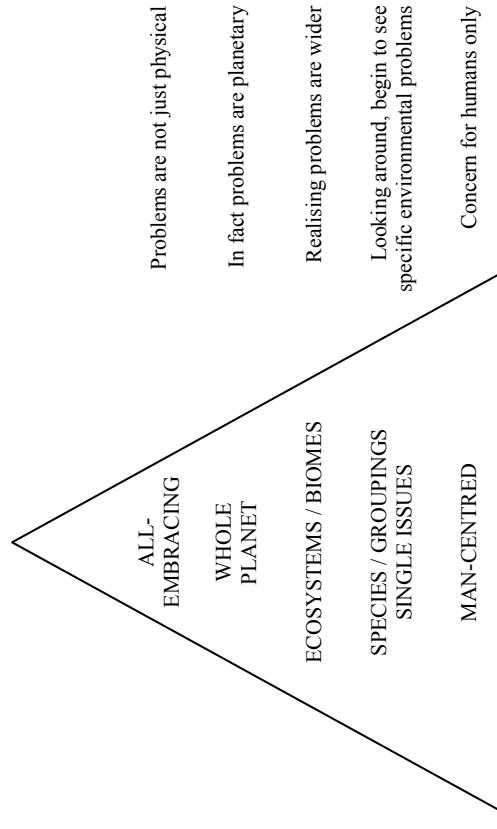 ALL-
EMBRACING
Problems are not just physical
WHOLE
PLANET
In fact problems are planetary
ECOSYSTEMS / BIOMES
Realising problems are wider
SPECIES / GROUPINGS
SINGLE ISSUES
Looking around, begin to see
specific environmental problems
MAN-CENTRED
Concern for humans only